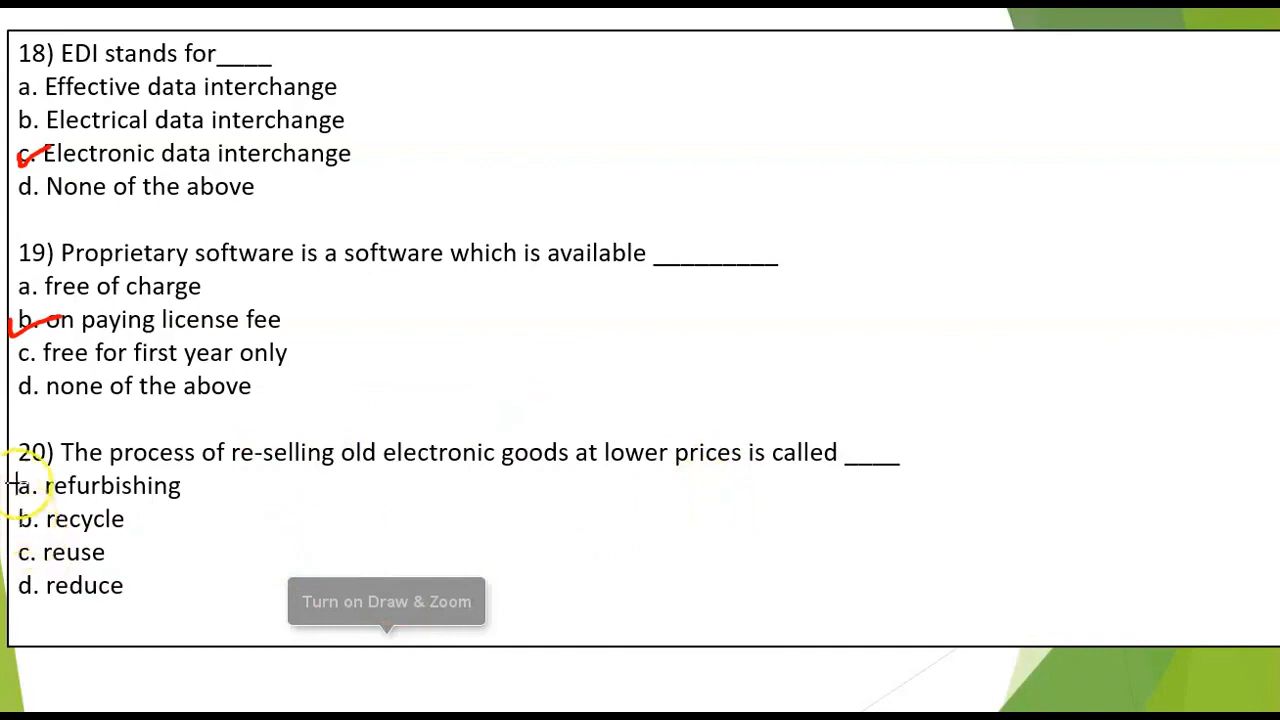 18) EDI stands for____
a. Effective data interchange
b. Electrical data interchange
c. Electronic data interchange
d. None of the above
19) Proprietary software is a software which is available _________
a. free of charge
b. on paying license fee
c. free for first year only
d. none of the above
20) The process of re-selling old electronic goods at lower prices is called ____
a. refurbishing
b. recycle
c. reuse
d. reduce
Turn on Draw & Zoom